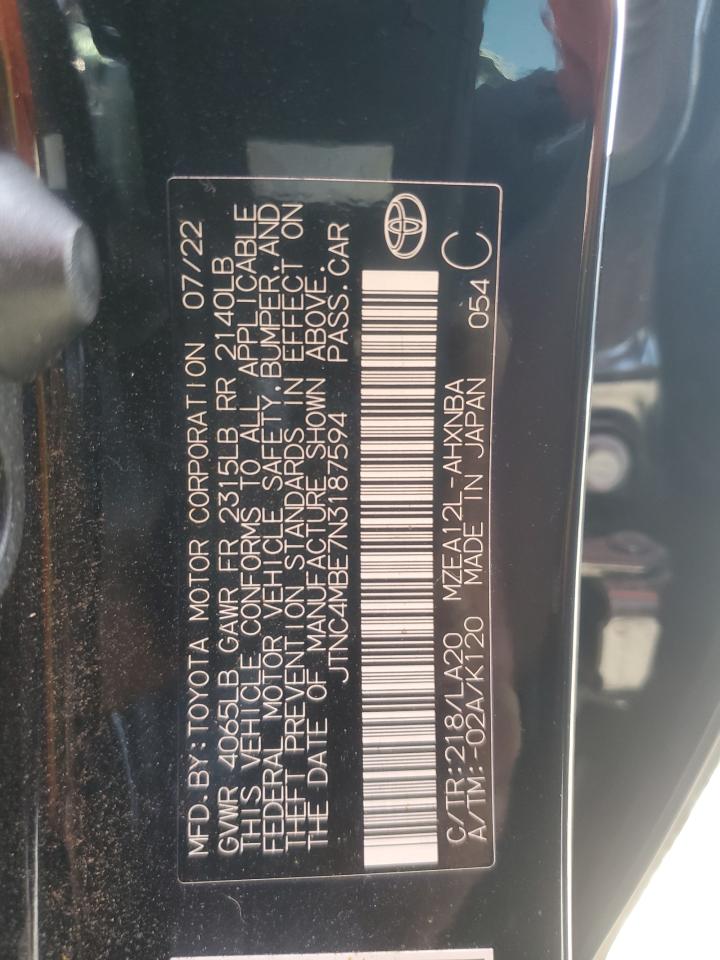 MFD.BY:TOYOTA MOTOR CORPORATION 07/22
GVWR 4065LB GAWR FR 2315LB RR 2140LB
THIS VEHICLE CONFORMS TO ALL APPLICABLE
FEDERAL MOTOR VEHICLE SAFETY,BUMPER,AND
THEFT PREVENTION STANDARDS IN EFFECT ON
THE DATE OF MANUFACTURE SHOWN ABOVE.
JTNC4MBE7N3187594 PASS.CAR
C/TR:218/LA20 MZEA12L-AHXNBA
A/TM:-02A/K120 MADE IN JAPAN 054 C